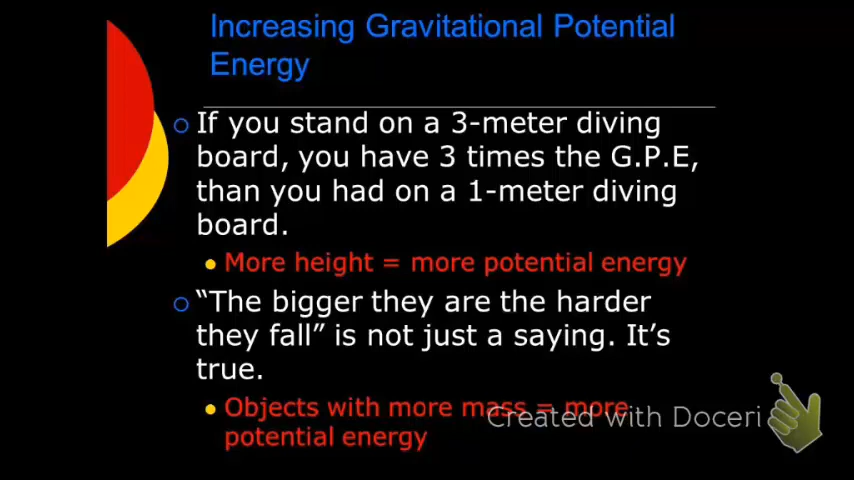 Increasing Gravitational Potential
Energy
If you stand on a 3-meter diving
board, you have 3 times the G.P.E,
than you had on a 1-meter diving
board.
More height = more potential energy
“The bigger they are the harder
they fall” is not just a saying. It’s
true.
Objects with more mass = more
potential energy
Created with Doceri